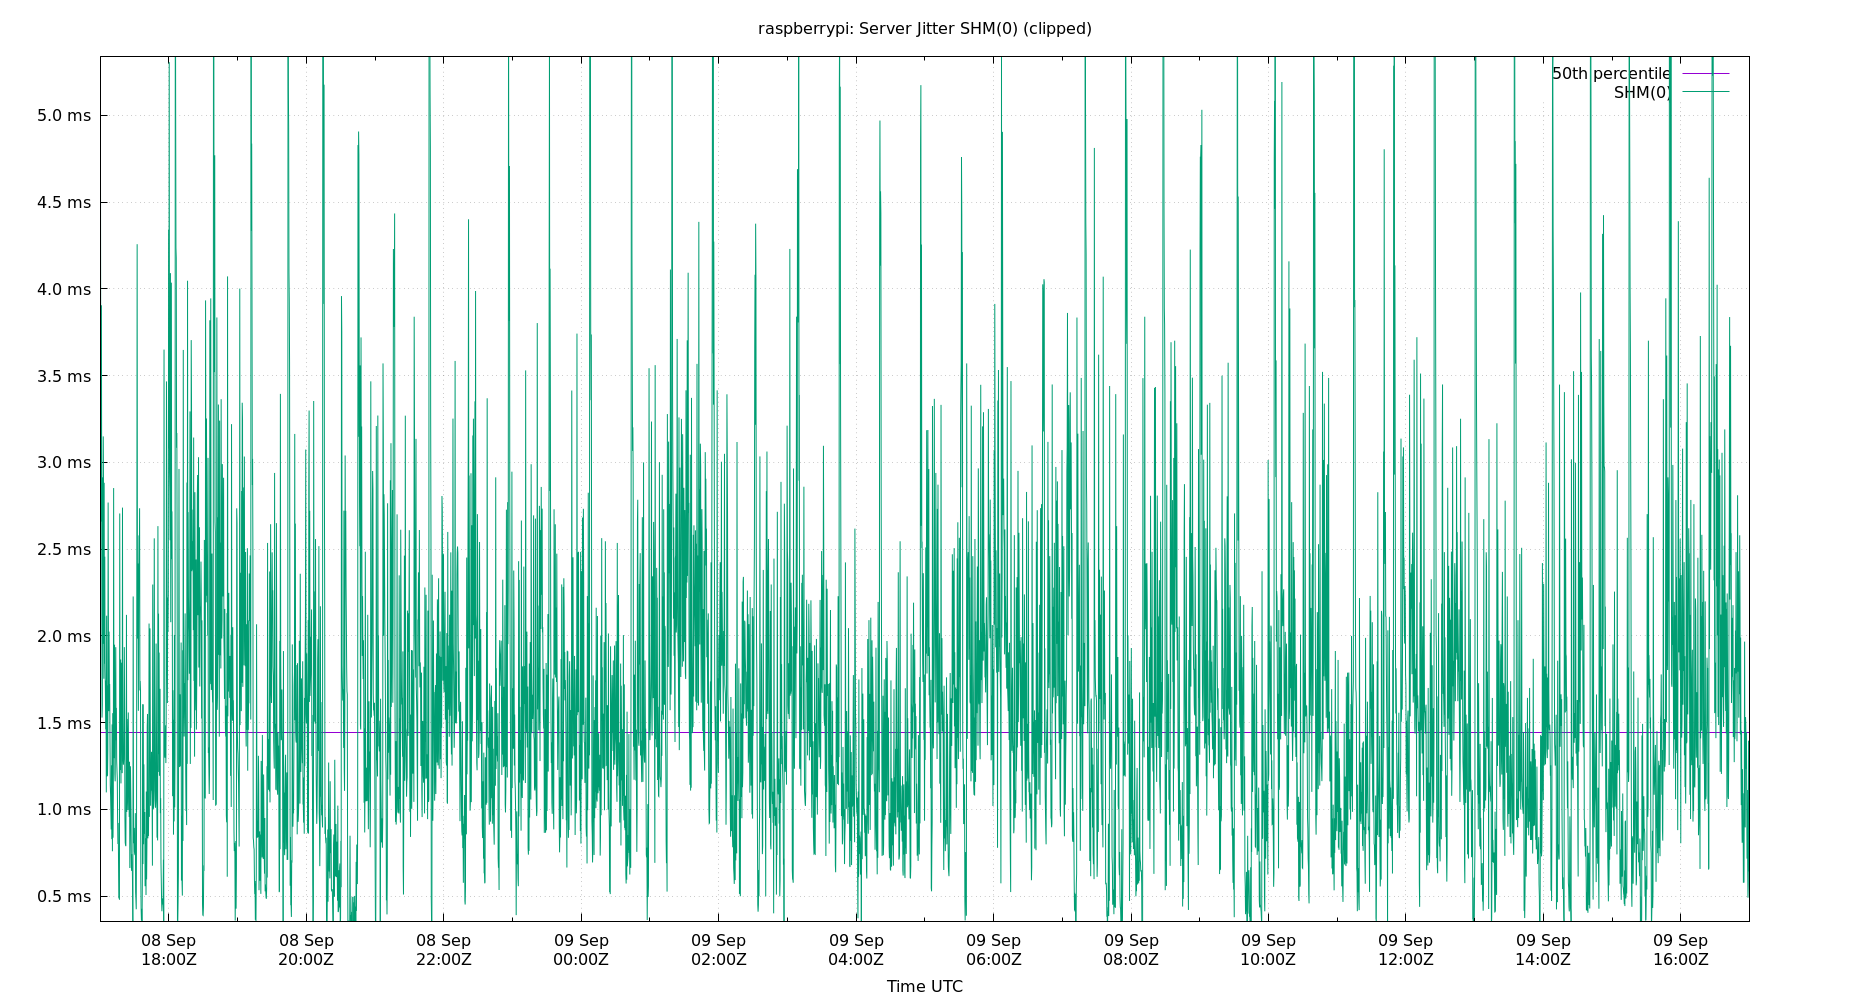 raspberrypi: Server Jitter SHM(0) (clipped)
50th percentile
SHM(0)
5.0 ms
4.5 ms
4.0 ms
3.5 ms
3.0 ms
2.5 ms
2.0 ms
1.5 ms
1.0 ms
0.5 ms
08 Sep 08 Sep 08 Sep 09 Sep 09 Sep 09 Sep 09 Sep 09 Sep 09 Sep 09 Sep 09 Sep 09 Sep
18:00Z 20:00Z 22:00Z 00:00Z 02:00Z 04:00Z 06:00Z 08:00Z 10:00Z 12:00Z 14:00Z 16:00Z
Time UTC